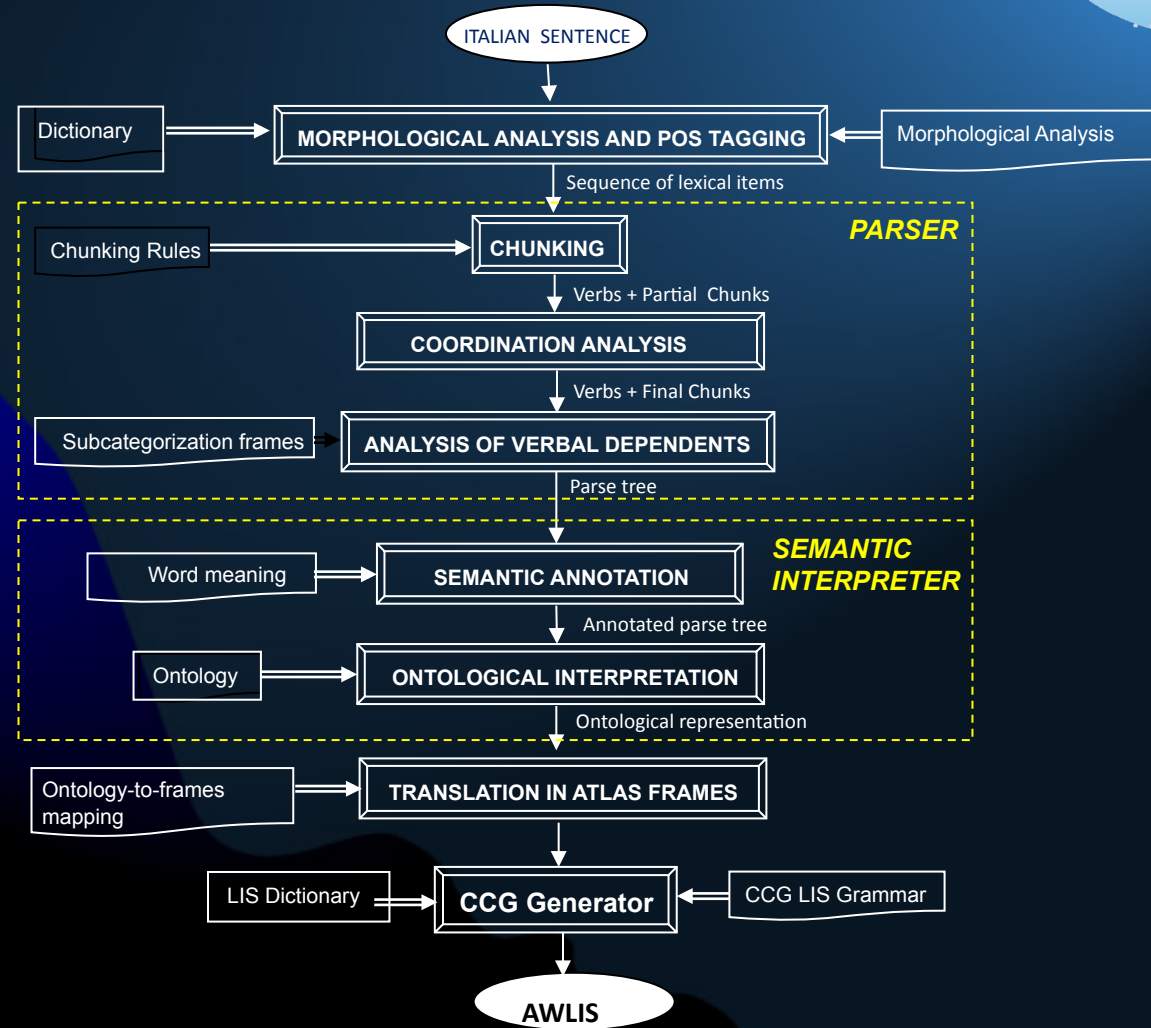 ITALIAN SENTENCE
Dictionary
MORPHOLOGICAL ANALYSIS AND POS TAGGING
Morphological Analysis
Sequence of lexical items
PARSER
Chunking Rules
CHUNKING
Verbs + Partial Chunks
COORDINATION ANALYSIS
Verbs + Final Chunks
Subcategorization frames
ANALYSIS OF VERBAL DEPENDENTS
Parse tree
SEMANTIC
INTERPRETER
Word meaning
SEMANTIC ANNOTATION
Annotated parse tree
Ontology
ONTOLOGICAL INTERPRETATION
Ontological representation
Ontology-to-frames
mapping
TRANSLATION IN ATLAS FRAMES
LIS Dictionary
CCG Generator
CCG LIS Grammar
AWLIS